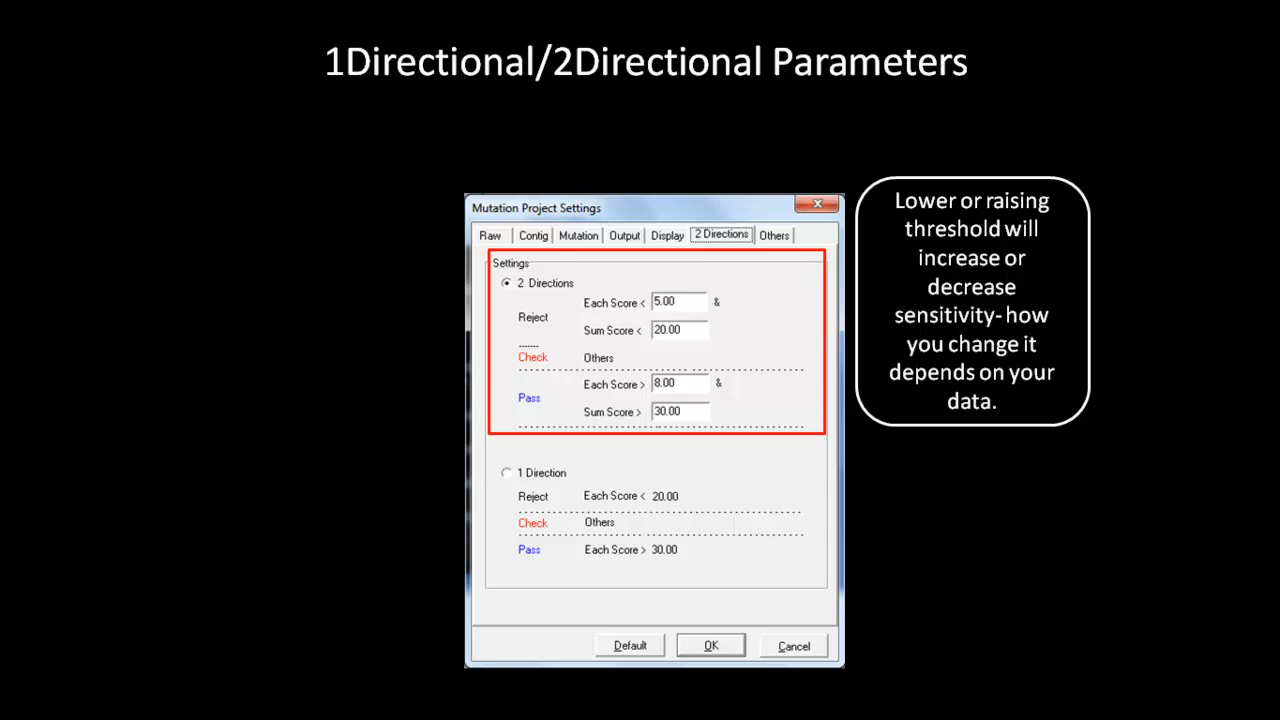 1Directional/2Directional Parameters
Mutation Project Settings
Raw Contig Mutation Output Display 2 Directions Others
Settings
2 Directions
Each Score < 5.00 &
Reject
Sum Score < 20.00
Check Others
Each Score > 8.00 &
Pass
Sum Score > 30.00
1 Direction
Reject Each Score < 20.00
Check Others
Pass Each Score > 30.00
Default OK Cancel
Lower or raising
threshold will
increase or
decrease
sensitivity- how
you change it
depends on your
data.